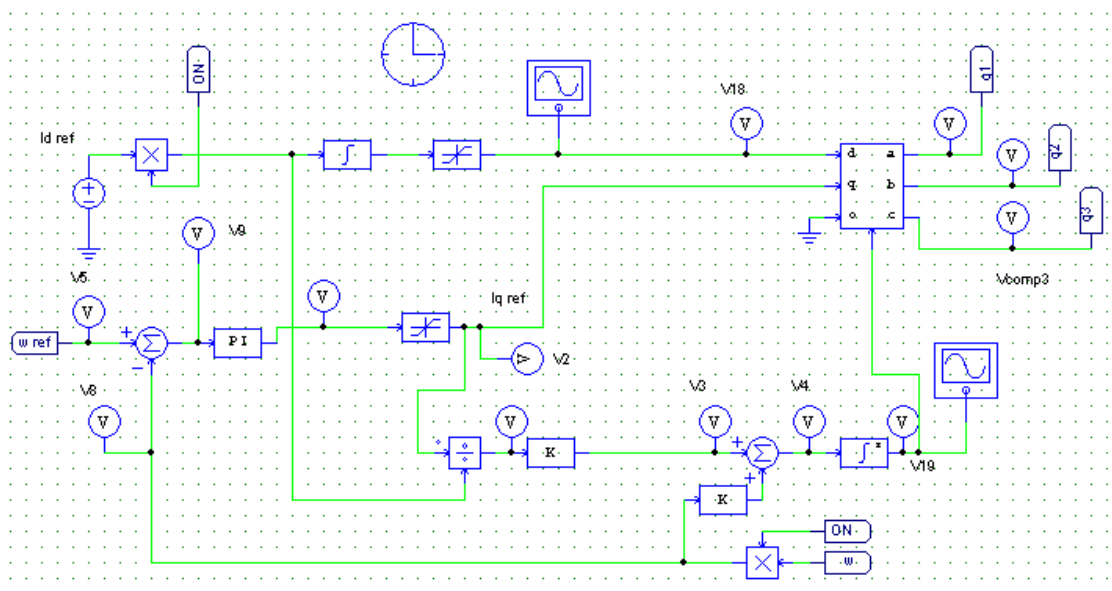 ON
Id ref
V18
q1
V
V
q2
V
d a
q b
o c
q3
V
V
V9
V5
V
V
Vcomp3
Iq ref
w ref
PI
V
V2
V8
V3
V4
V
V
V
V
V
K
V19
K
ON
w